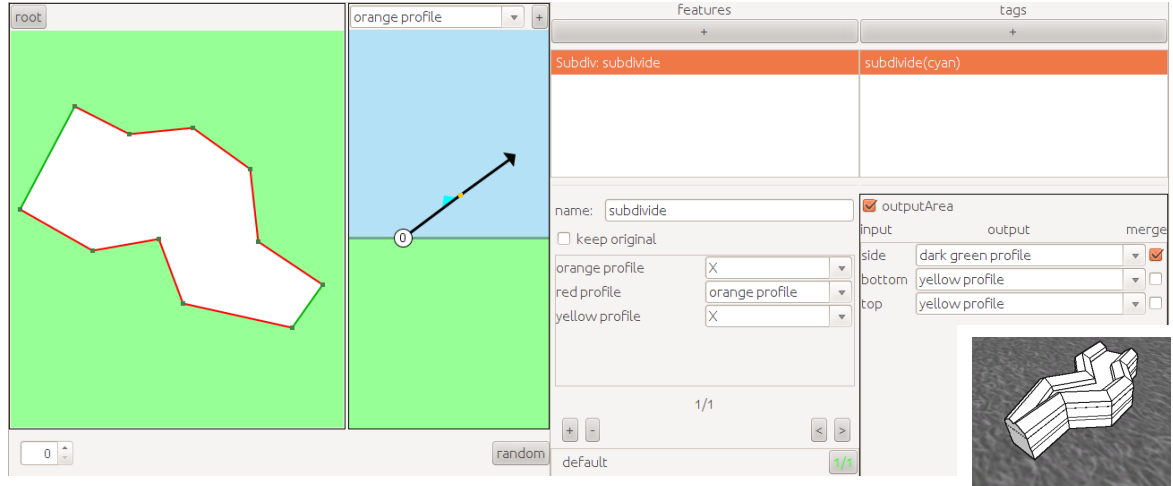 root
orange profile
+
features
tags
+
+
Subdiv: subdivide
subdivide(cyan)
0
name: subdivide
keep original
orange profile X
red profile orange profile
yellow profile X
1/1
+ - < >
default 1/1
outputArea
input output merge
side dark green profile
bottom yellow profile
top yellow profile
0
random